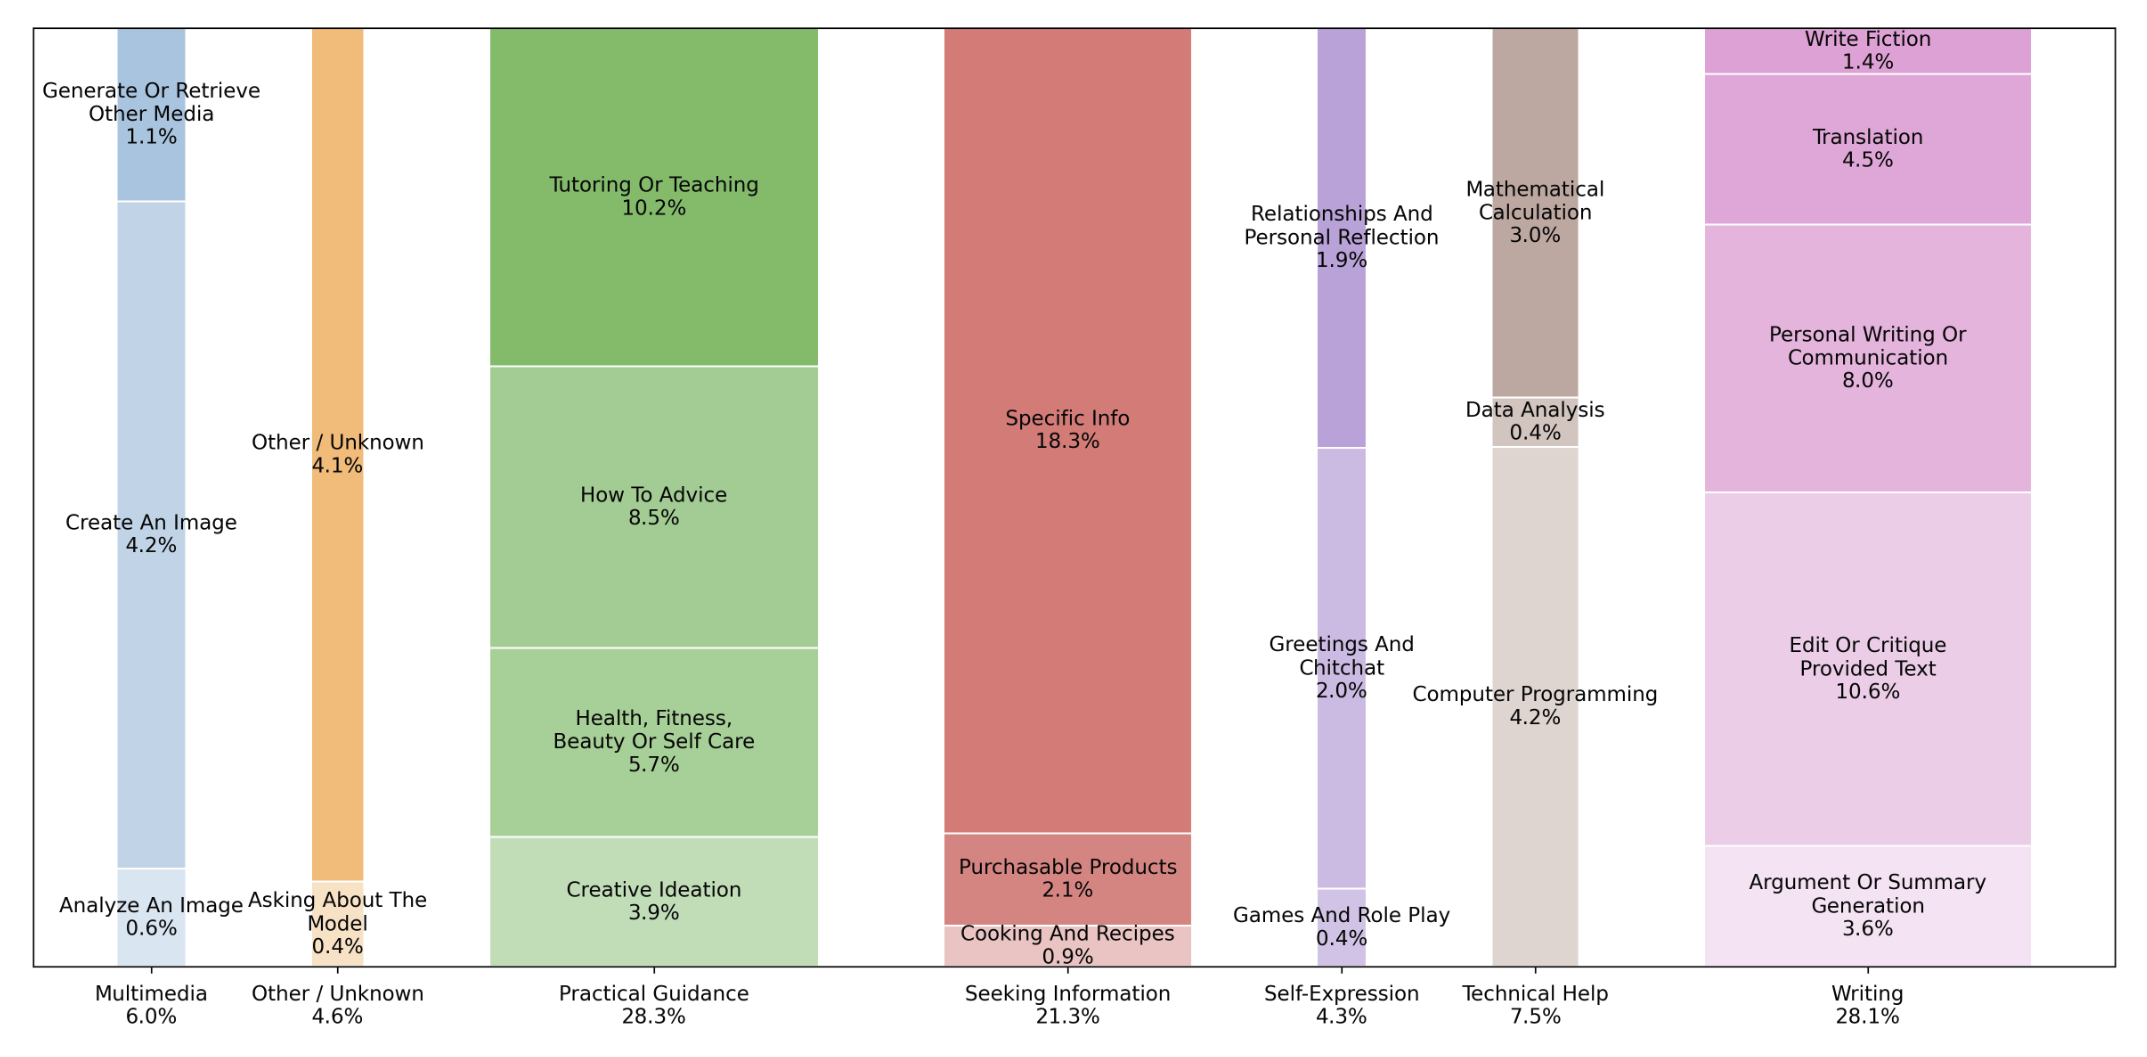 Generate Or Retrieve
Other Media
1.1%
Create An Image
4.2%
Analyze An Image
0.6%
Other / Unknown
4.1%
Asking About The
Model
0.4%
Tutoring Or Teaching
10.2%
How To Advice
8.5%
Health, Fitness,
Beauty Or Self Care
5.7%
Creative Ideation
3.9%
Specific Info
18.3%
Purchasable Products
2.1%
Cooking And Recipes
0.9%
Relationships And
Personal Reflection
1.9%
Greetings And
Chitchat
2.0%
Games And Role Play
0.4%
Mathematical
Calculation
3.0%
Data Analysis
0.4%
Computer Programming
4.2%
Write Fiction
1.4%
Translation
4.5%
Personal Writing Or
Communication
8.0%
Edit Or Critique
Provided Text
10.6%
Argument Or Summary
Generation
3.6%
Multimedia
6.0%
Other / Unknown
4.6%
Practical Guidance
28.3%
Seeking Information
21.3%
Self-Expression
4.3%
Technical Help
7.5%
Writing
28.1%